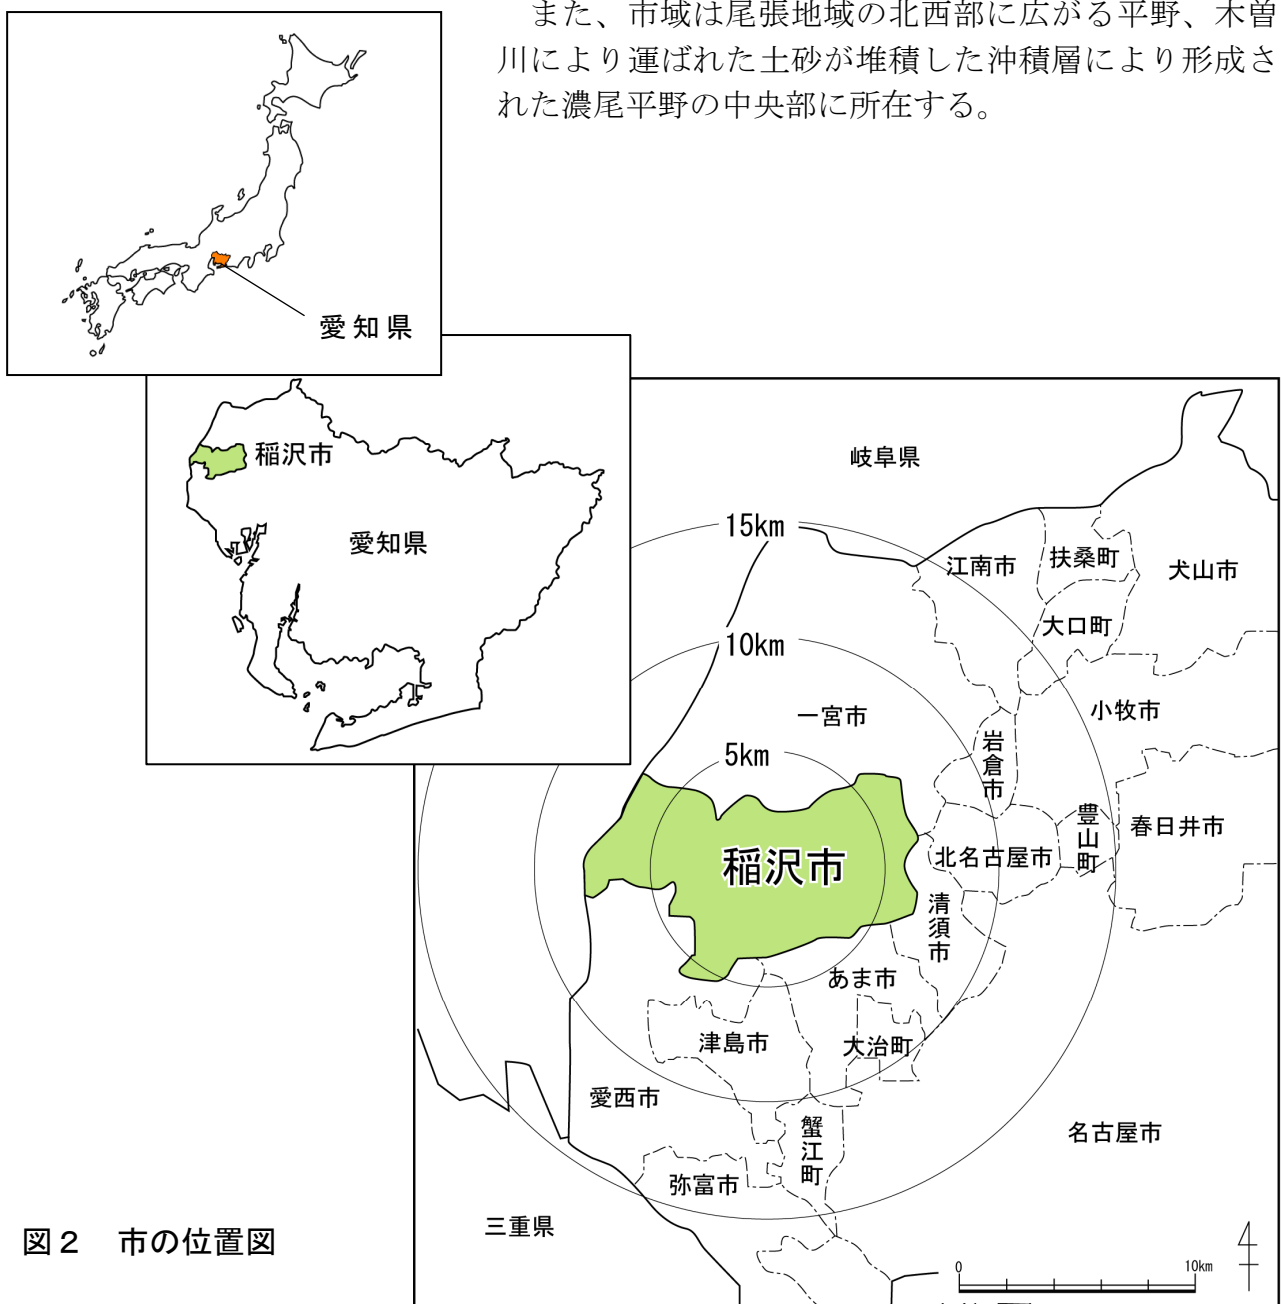 また、市域は尾張地域の北西部に広がる平野、木曽
川により運ばれた土砂が堆積した沖積層により形成さ
れた濃尾平野の中央部に所在する。
愛知県
稲沢市
愛知県
岐阜県
15km
江南市
扶桑町
犬山市
大口町
10km
小牧市
一宮市
岩倉市
5km
豊山町
春日井市
稲沢市
北名古屋市
清須市
あま市
津島市
大治町
愛西市
蟹江町
名古屋市
弥富市
三重県
図２　市の位置図
0
10km